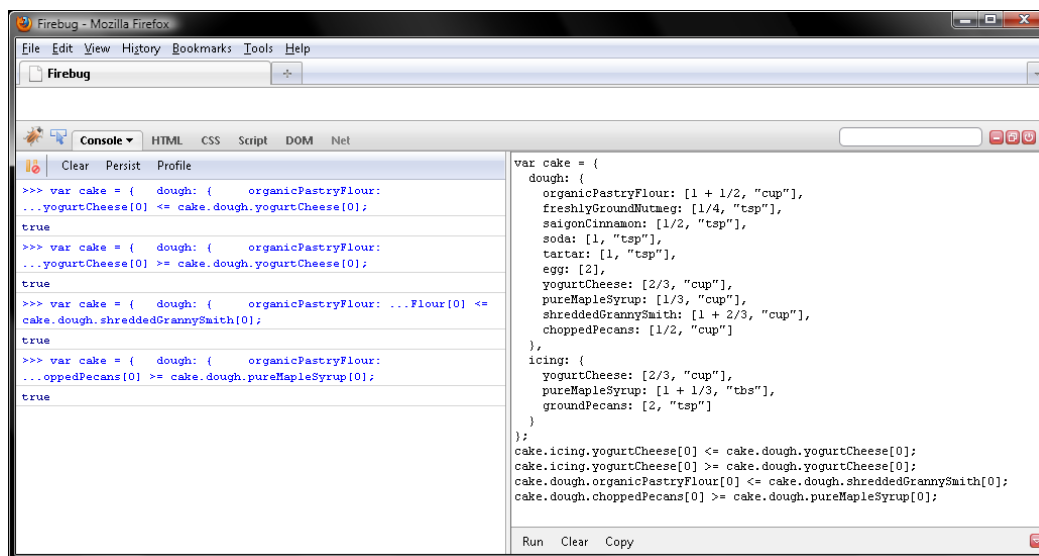 Firebug - Mozilla Firefox
File Edit View History Bookmarks Tools Help
Firebug
Console HTML CSS Script DOM Net
Clear Persist Profile
>>> var cake = { dough: { organicPastryFlour:
...yogurtCheese[0] <= cake.dough.yogurtCheese[0];
true
>>> var cake = { dough: { organicPastryFlour:
...yogurtCheese[0] >= cake.dough.yogurtCheese[0];
true
>>> var cake = { dough: { organicPastryFlour: ...Flour[0] <=
cake.dough.shreddedGrannySmith[0];
true
>>> var cake = { dough: { organicPastryFlour:
...oppedPecans[0] >= cake.dough.pureMapleSyrup[0];
true
var cake = {
  dough: {
    organicPastryFlour: [1 + 1/2, "cup"],
    freshlyGroundNutmeg: [1/4, "tsp"],
    saigonCinnamon: [1/2, "tsp"],
    soda: [1, "tsp"],
    tartar: [1, "tsp"],
    egg: [2],
    yogurtCheese: [2/3, "cup"],
    pureMapleSyrup: [1/3, "cup"],
    shreddedGrannySmith: [1 + 2/3, "cup"],
    choppedPecans: [1/2, "cup"]
  },
  icing: {
    yogurtCheese: [2/3, "cup"],
    pureMapleSyrup: [1 + 1/3, "tbs"],
    groundPecans: [2, "tsp"]
  }
};
cake.icing.yogurtCheese[0] <= cake.dough.yogurtCheese[0];
cake.icing.yogurtCheese[0] >= cake.dough.yogurtCheese[0];
cake.dough.organicPastryFlour[0] <= cake.dough.shreddedGrannySmith[0];
cake.dough.choppedPecans[0] >= cake.dough.pureMapleSyrup[0];
Run Clear Copy